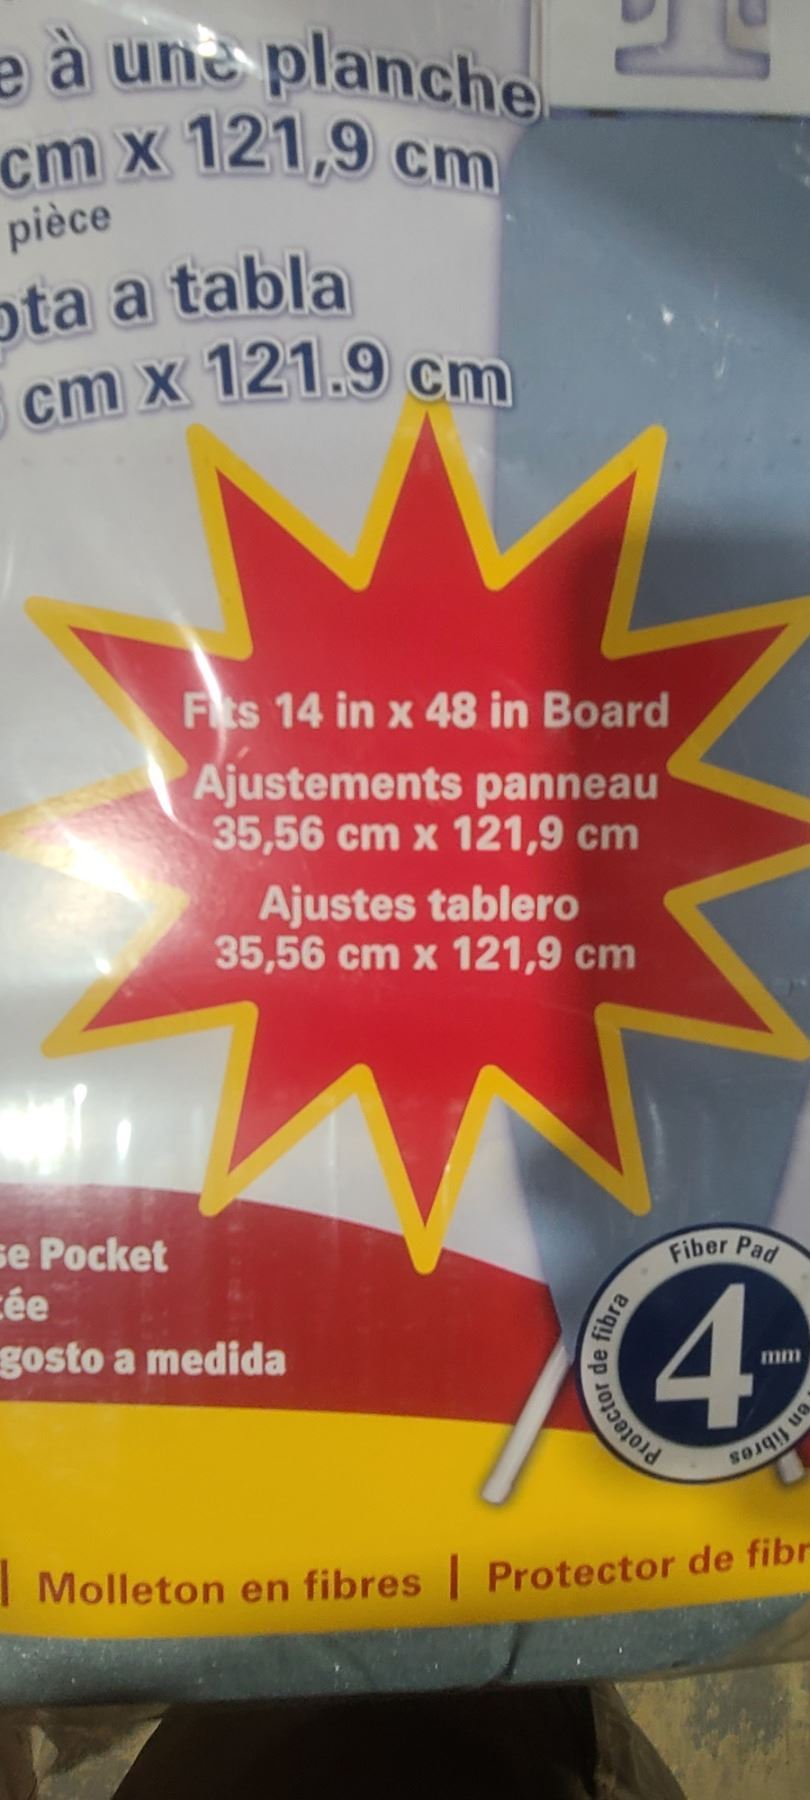 e à une planche
cm x 121,9 cm
pièce
pta a tabla
cm x 121.9 cm
Fits 14 in x 48 in Board
Ajustements panneau
35,56 cm x 121,9 cm
Ajustes tablero
35,56 cm x 121,9 cm
se Pocket
tée
gosto a medida
Fiber Pad
4 mm
Protector de fibra
en fibres
| Molleton en fibres | Protector de fibr